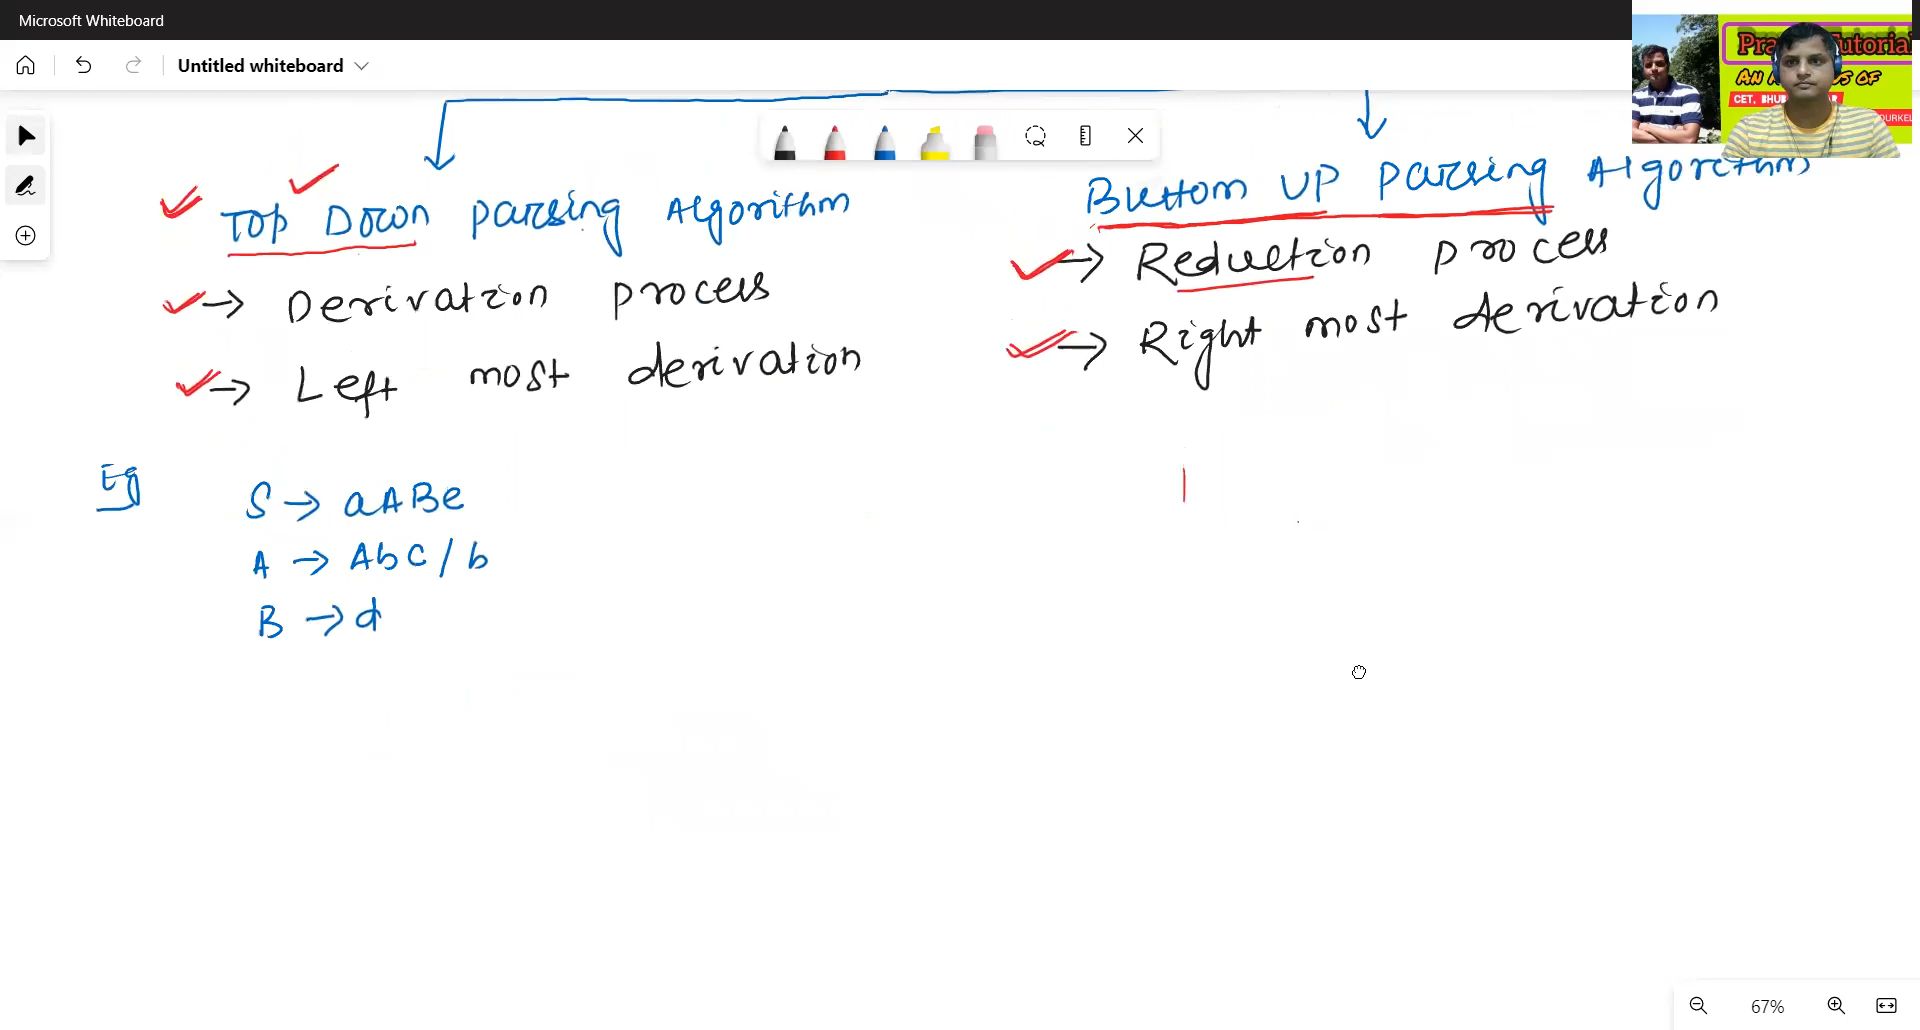 Microsoft Whiteboard
Untitled whiteboard
TOP DOWN parsing Algorithm
→ Derivation process
→ Left most derivation
Buttom UP parsing Algorithm
→ Reduction process
→ Right most derivation
Eg
S → aABe
A → Abc / b
B → d
CET,
67%